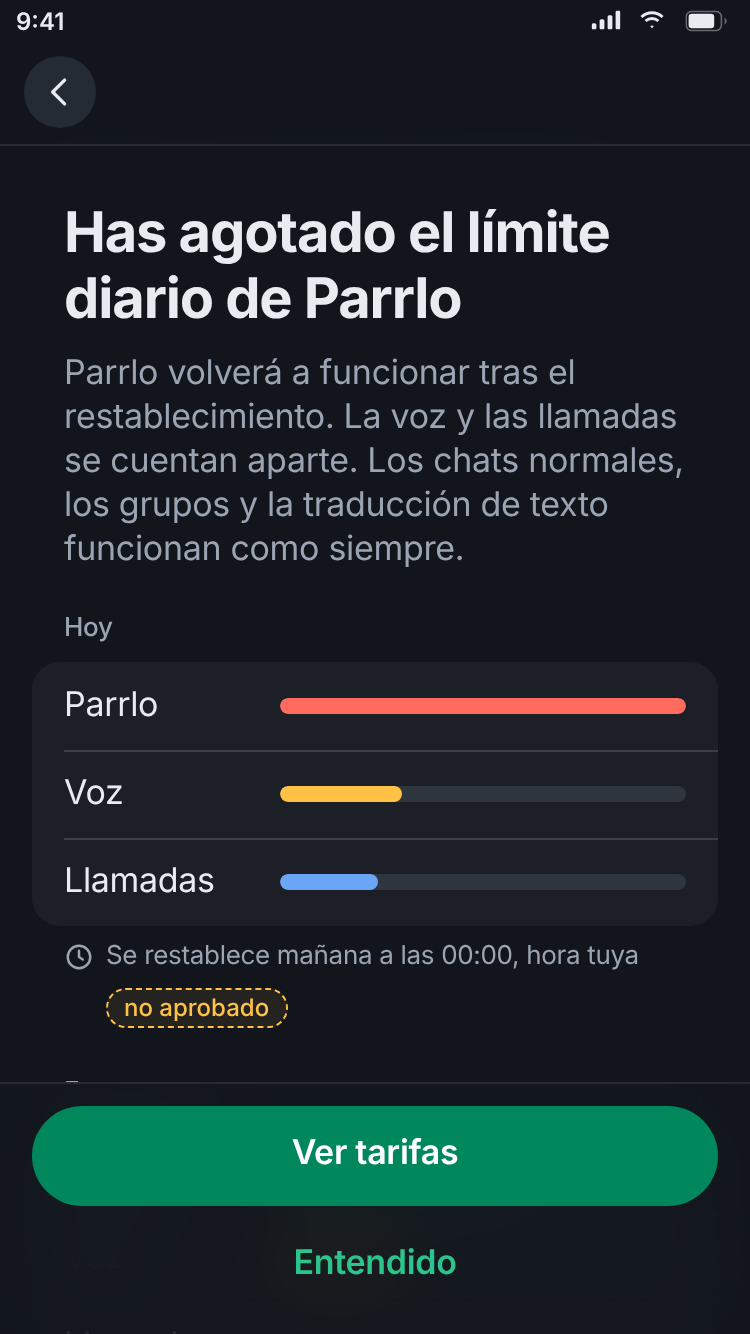 9:41
Has agotado el límite
diario de Parrlo
Parrlo volverá a funcionar tras el
restablecimiento. La voz y las llamadas
se cuentan aparte. Los chats normales,
los grupos y la traducción de texto
funcionan como siempre.
Hoy
Parrlo
Voz
Llamadas
Se restablece mañana a las 00:00, hora tuya
no aprobado
Ver tarifas
Entendido